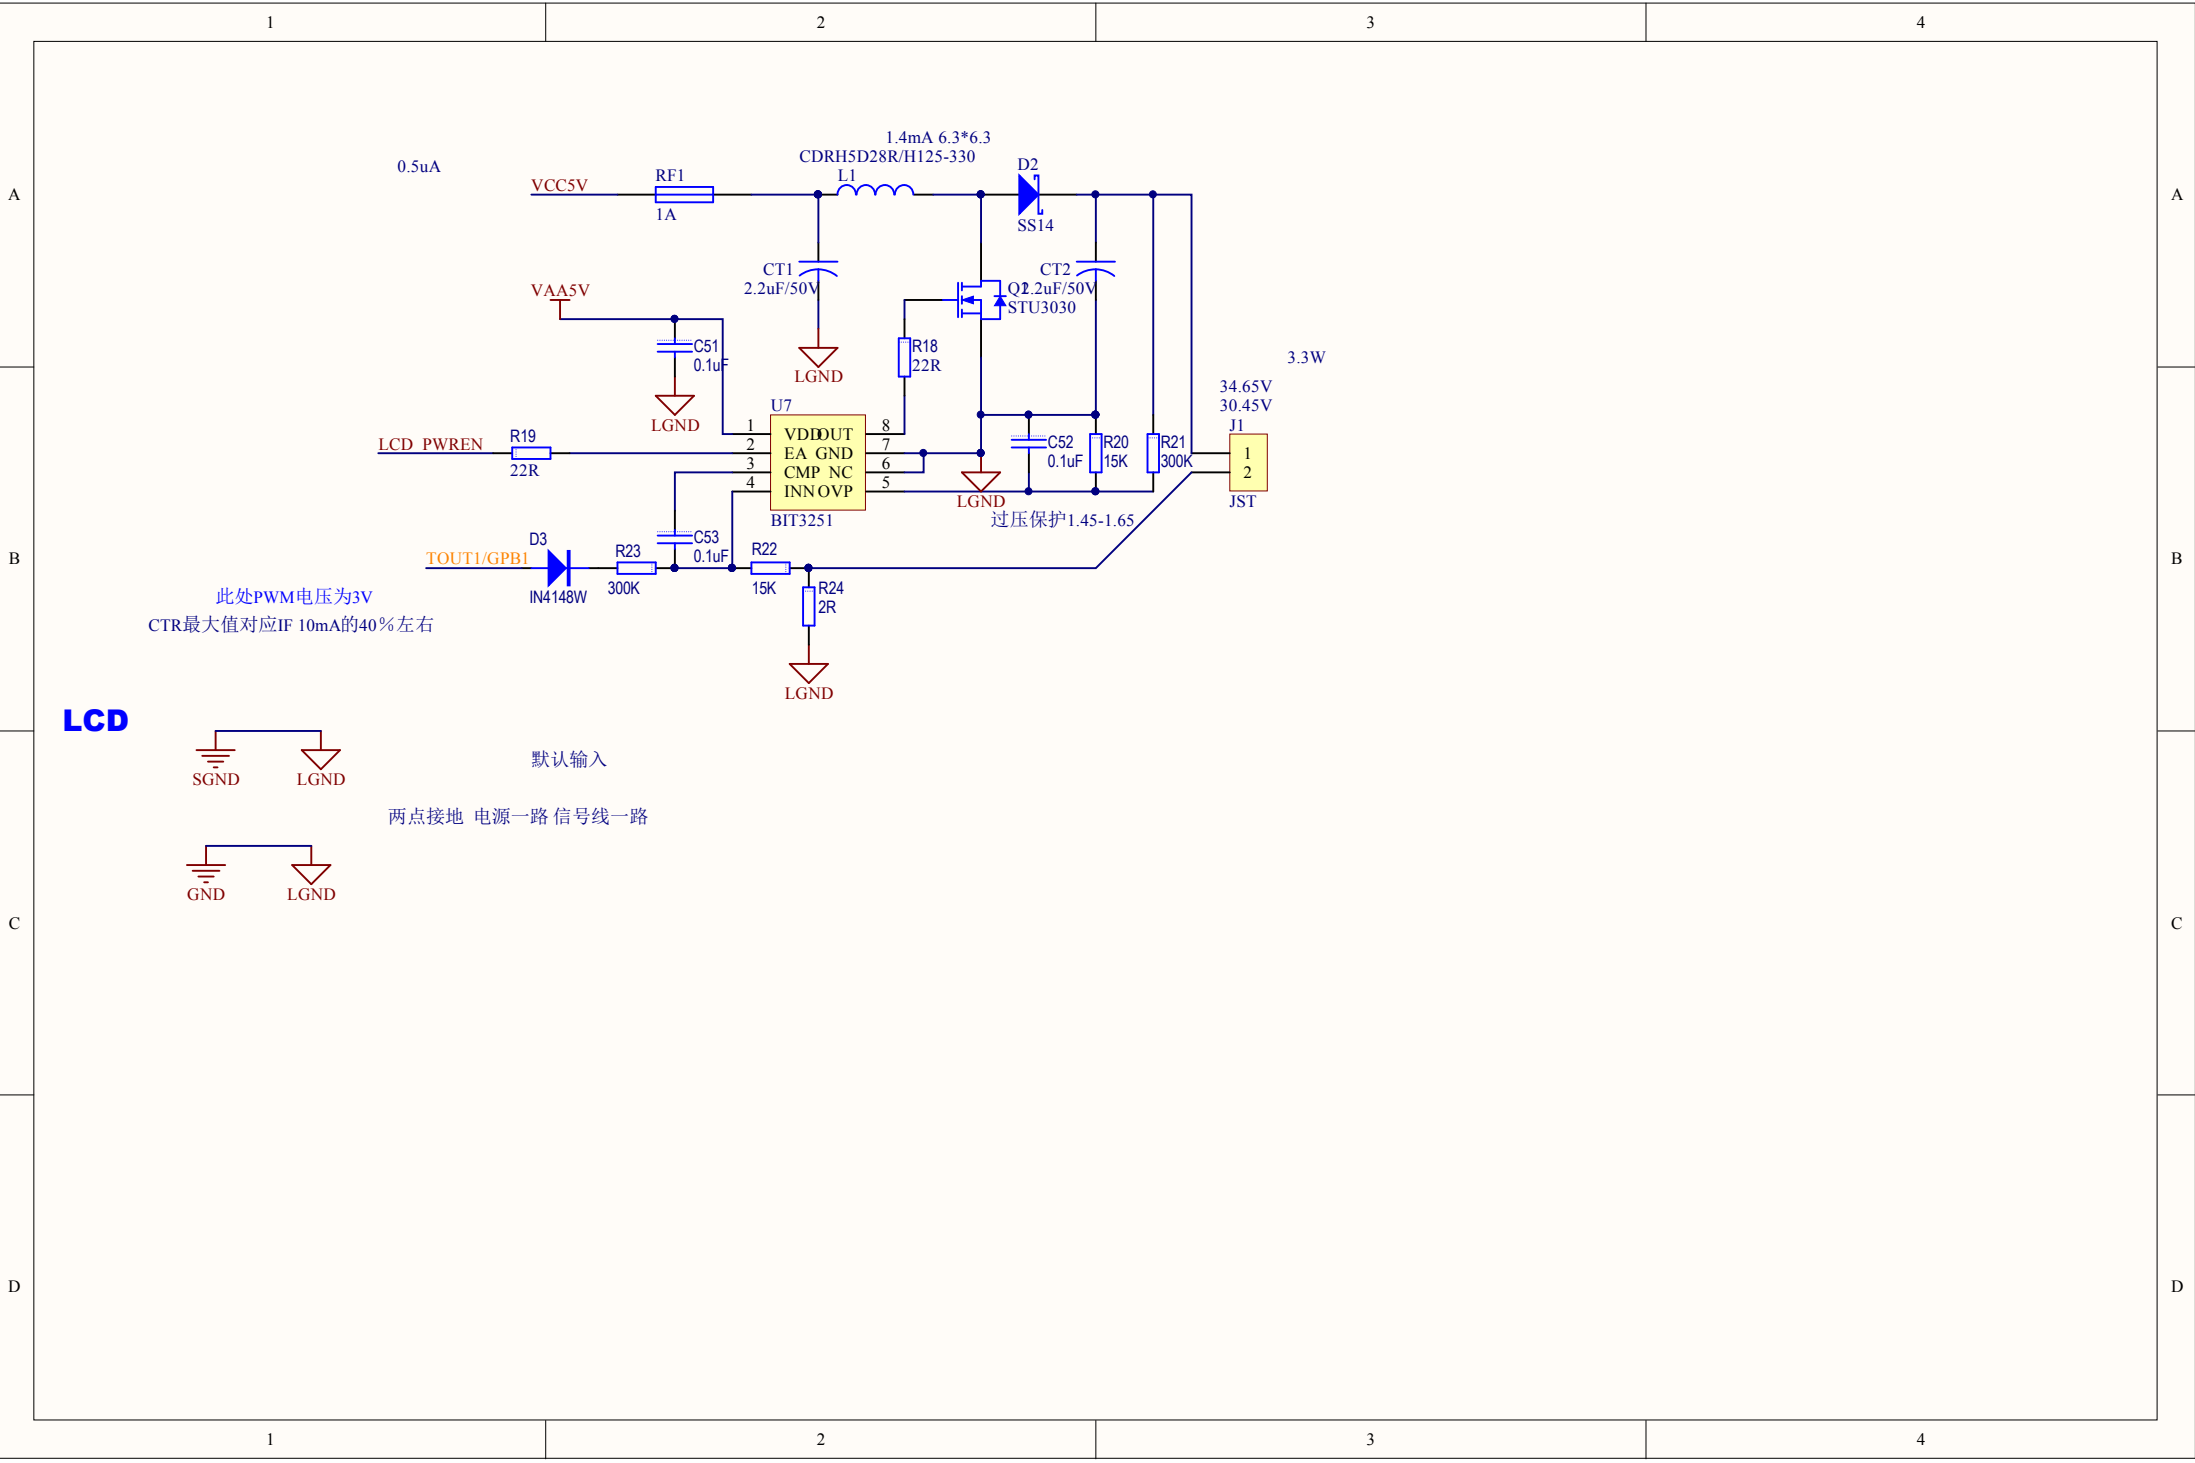 1 2 3 4
A A
B B
C C
D D
1 2 3 4
0.5uA
1.4mA 6.3*6.3
CDRH5D28R/H125-330
L1
VCC5V
RF1
1A
D2
SS14
CT1
2.2uF/50V
CT2
2.2uF/50V
STU3030
VAA5V
C51
0.1uF
LGND
LGND
R18
22R
3.3W
34.65V
30.45V
J1
1
2
JST
U7
1 VDD OUT 8
2 EA GND 7
3 CMP NC 6
4 INN OVP 5
BIT3251
LCD_PWREN
R19
22R
C52
0.1uF
R20
15K
R21
300K
LGND
过压保护1.45-1.65
TOUT1/GPB1
D3
IN4148W
R23
300K
C53
0.1uF
R22
15K
R24
2R
LGND
此处PWM电压为3V
CTR最大值对应IF 10mA的40%左右
LCD
SGND LGND
默认输入
两点接地 电源一路 信号线一路
GND LGND